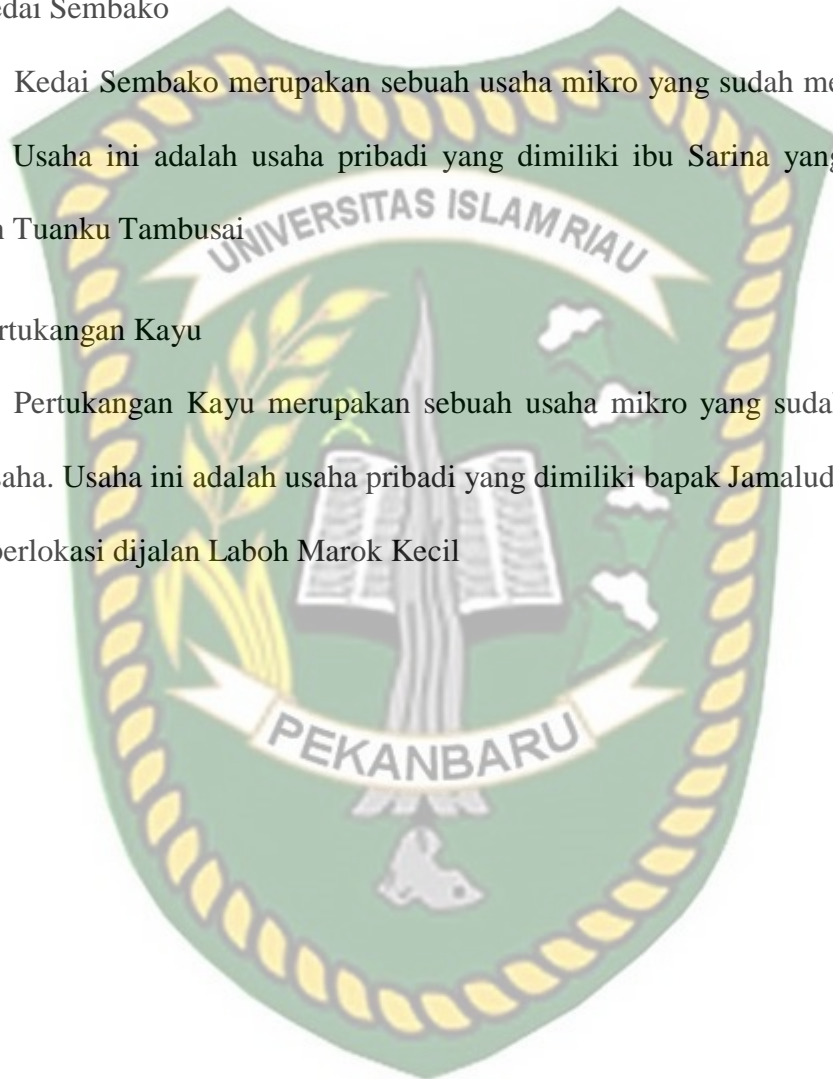 edai Sembako
Kedai Sembako merupakan sebuah usaha mikro yang sudah me
Usaha ini adalah usaha pribadi yang dimiliki ibu Sarina yang
n Tuanku Tambusai
UNIVERSITAS ISLAM RIAU
rtukangan Kayu
Pertukangan Kayu merupakan sebuah usaha mikro yang suda
saha. Usaha ini adalah usaha pribadi yang dimiliki bapak Jamalud
berlokasi dijalan Laboh Marok Kecil
PEKANBARU